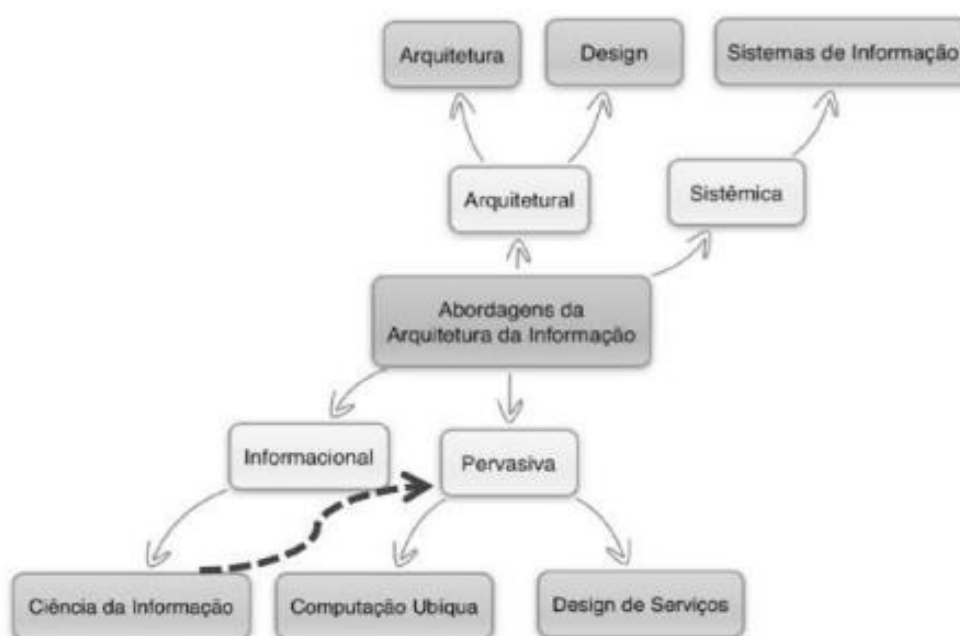 Arquitetura
Design
Sistemas de Informação
Arquitetural
Sistêmica
Abordagens da
Arquitetura da Informação
Informacional
Pervasiva
Ciência da Informação
Computação Ubiqua
Design de Serviços